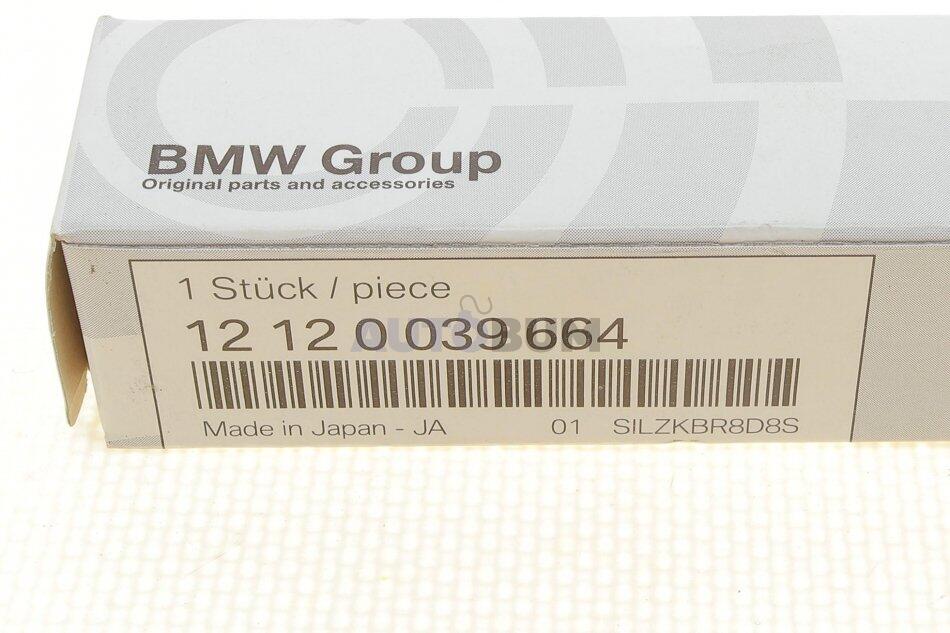 BMW Group
Original parts and accessories
1 Stück / piece
12 12 0 039 664
AUTOBUM
Made in Japan - JA 01 SILZKBR8D8S